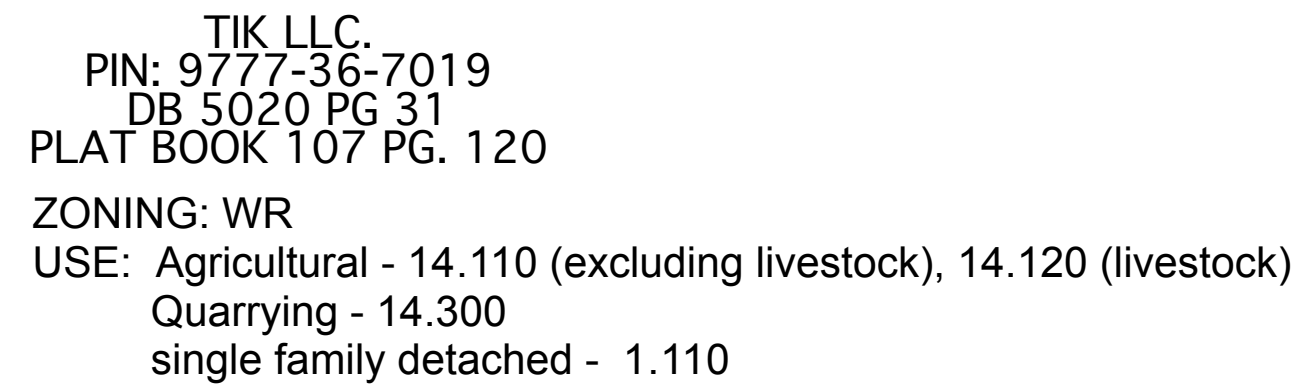 TIK LLC.
PIN: 9777-36-7019
DB 5020 PG 31
PLAT BOOK 107 PG. 120
ZONING: WR
USE: Agricultural - 14.110 (excluding livestock), 14.120 (livestock)
Quarrying - 14.300
single family detached - 1.110